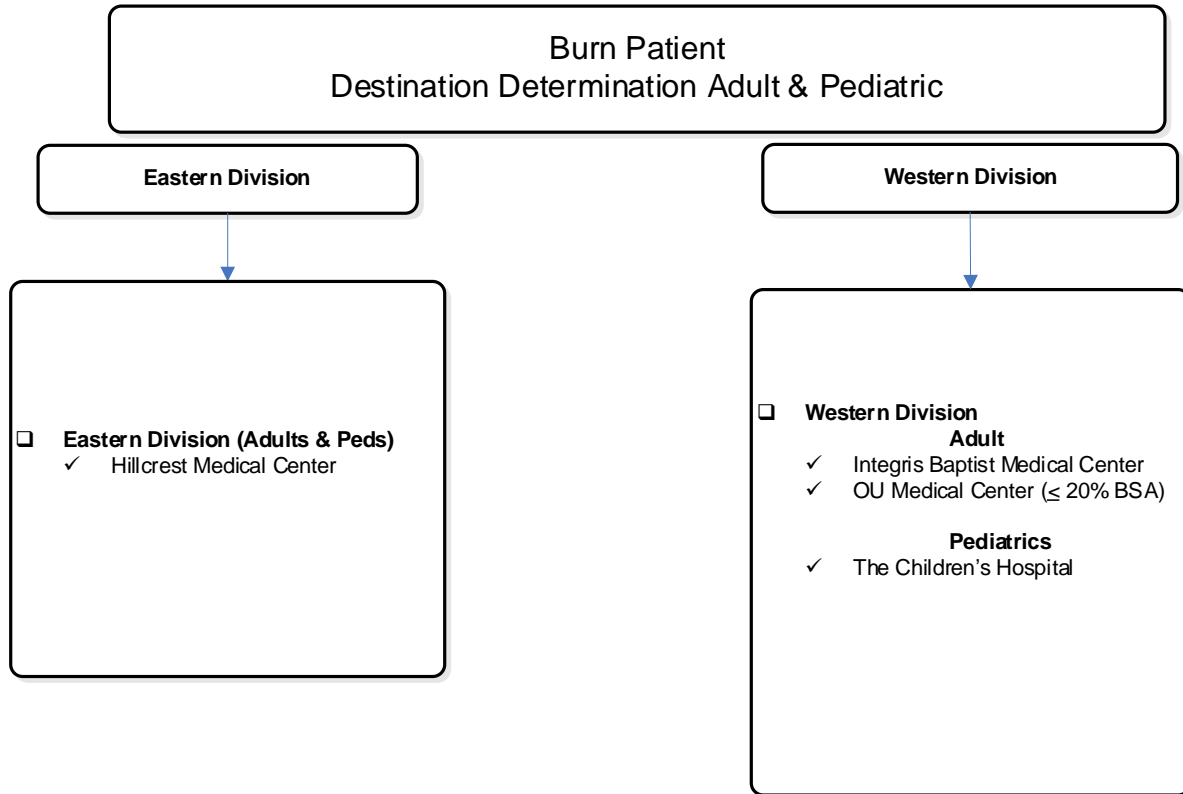 Burn Patient
Destination Determination Adult & Pediatric
Eastern Division
Western Division
❑ Eastern Division (Adults & Peds)
✓ Hillcrest Medical Center
❑ Western Division
Adult
✓ Integris Baptist Medical Center
✓ OU Medical Center (≤ 20% BSA)
Pediatrics
✓ The Children's Hospital